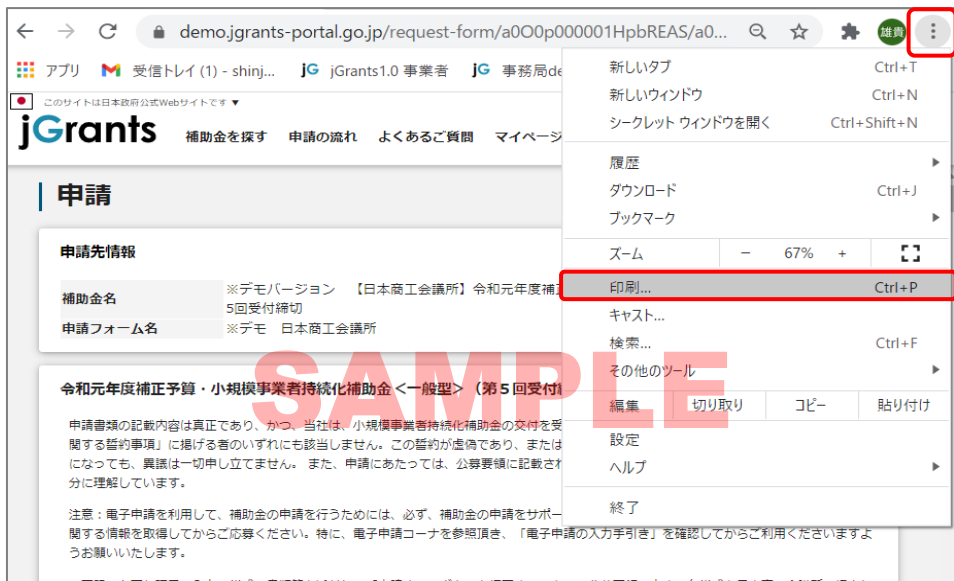 demo.jgrants-portal.go.jp/request-form/a0O0p000001HpbREAS/a0...
雄貴
アプリ 受信トレイ (1) - shinj... jG jGrants1.0 事業者 jG 事務局de
このサイトは日本政府公式Webサイトです ▼
jGrants 補助金を探す 申請の流れ よくあるご質問 マイページ
新しいタブ Ctrl+T
新しいウィンドウ Ctrl+N
シークレット ウィンドウを開く Ctrl+Shift+N
履歴
ダウンロード Ctrl+J
ブックマーク
ズーム − 67% +
印刷... Ctrl+P
キャスト...
検索... Ctrl+F
その他のツール
編集 切り取り コピー 貼り付け
設定
ヘルプ
終了
申請
申請先情報
補助金名 ※デモバージョン 【日本商工会議所】令和元年度補
5回受付締切
申請フォーム名 ※デモ 日本商工会議所
SAMPLE
令和元年度補正予算・小規模事業者持続化補助金<一般型>(第5回受付
申請書類の記載内容は真正であり、かつ、当社は、小規模事業者持続化補助金の交付を受
関する誓約事項」に掲げる者のいずれにも該当しません。この誓約が虚偽であり、または
になっても、異議は一切申し立てません。 また、申請にあたっては、公募要領に記載され
分に理解しています。
注意:電子申請を利用して、補助金の申請を行うためには、必ず、補助金の申請をサポー
関する情報を取得してからご応募ください。特に、電子申請コーナを参照頂き、「電子申請の入力手引き」を確認してからご利用くださいますよ
うお願いいたします。